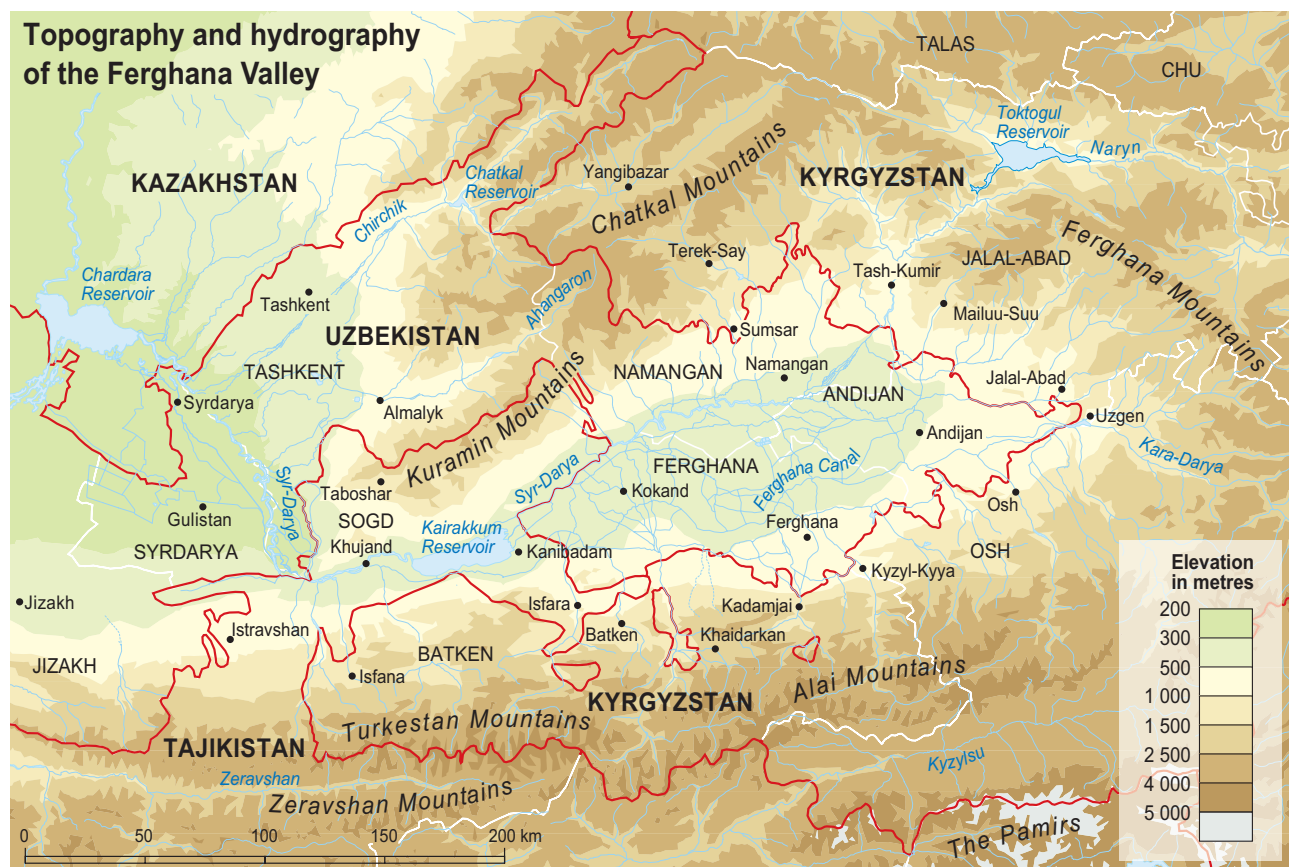 Topography and hydrography
of the Ferghana Valley
TALAS
CHU
Toktogul
Reservoir
Naryn
KAZAKHSTAN
Chatkal
Reservoir
Yangibazar
KYRGYZSTAN
Chatkal Mountains
Chirchik
Ferghana Mountains
Terek-Say
Tash-Kumir
JALAL-ABAD
Chardara
Reservoir
Tashkent
Ahangaron
Mailuu-Suu
UZBEKISTAN
Sumsar
TASHKENT
NAMANGAN
Namangan
Jalal-Abad
Syrdarya
Almalyk
ANDIJAN
Uzgen
Kuramin Mountains
Andijan
Kara-Darya
Syr-Darya
FERGHANA
Ferghana Canal
Taboshar
Kokand
Osh
Syr-Darya
Gulistan
SOGD
Kairakkum
Reservoir
Ferghana
SYRDARYA
Khujand
Kanibadam
OSH
Kyzyl-Kyya
Jizakh
Isfara
Kadamjai
Istravshan
Batken
Khaidarkan
JIZAKH
BATKEN
Isfana
KYRGYZSTAN
Alai Mountains
Turkestan Mountains
TAJIKISTAN
Zeravshan
Kyzylsu
Zeravshan Mountains
The Pamirs
Elevation
in metres
200
300
500
1 000
1 500
2 500
4 000
5 000
0 50 100 150 200 km